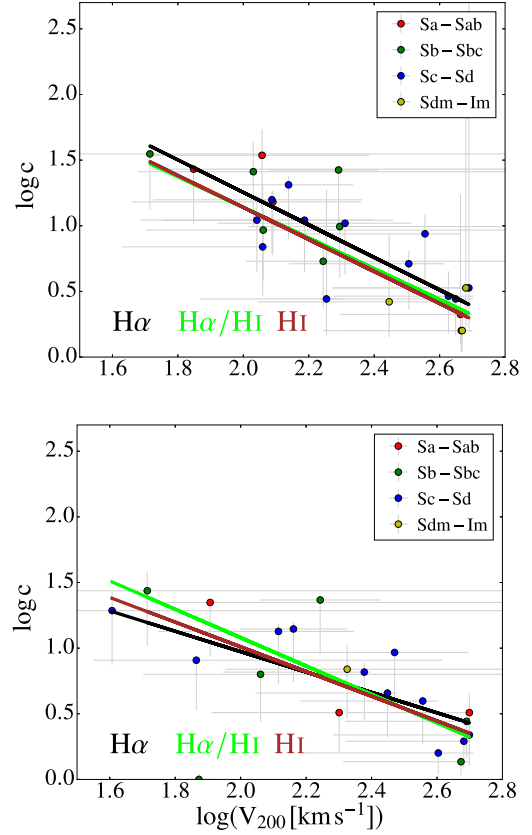 2.5
2.0
1.5
1.0
0.5
0.0
log c
Sa – Sab
Sb – Sbc
Sc – Sd
Sdm – Im
Hα Hα/HI HI
1.6 1.8 2.0 2.2 2.4 2.6 2.8
2.5
2.0
1.5
1.0
0.5
0.0
log c
Sa – Sab
Sb – Sbc
Sc – Sd
Sdm – Im
Hα Hα/HI HI
1.6 1.8 2.0 2.2 2.4 2.6 2.8
log(V₂₀₀ [km s⁻¹])